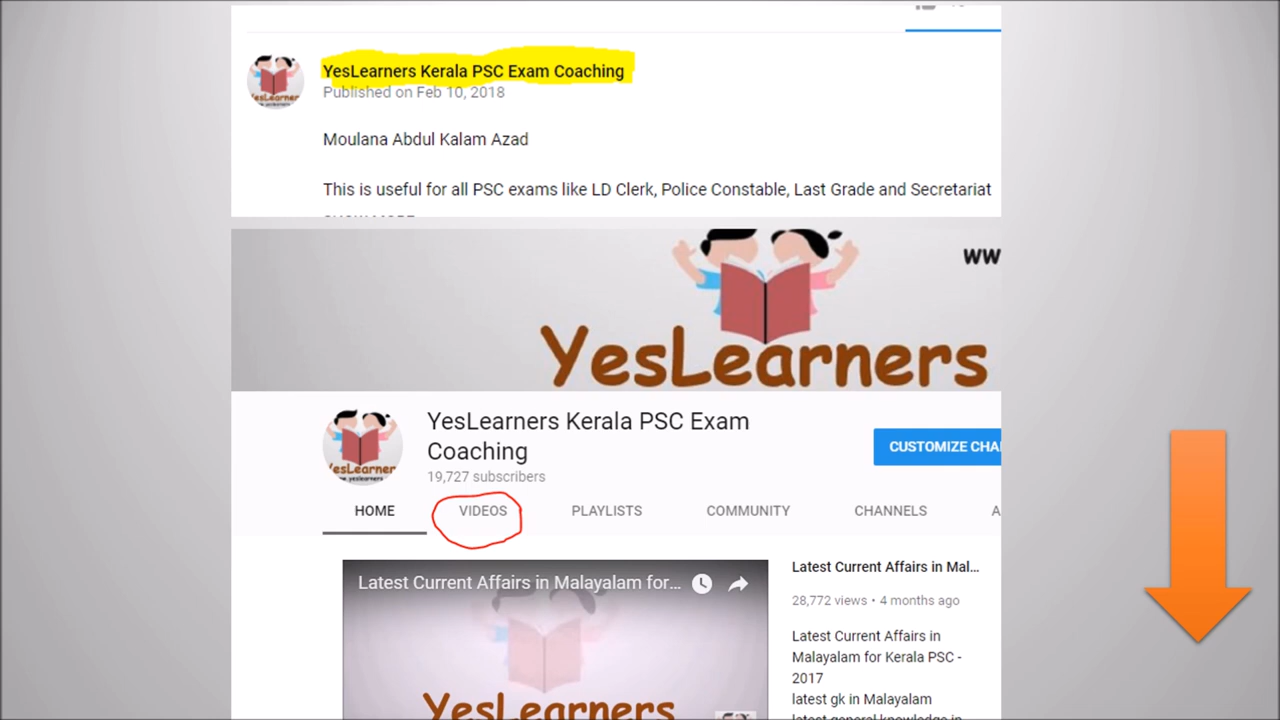 YesLearners Kerala PSC Exam Coaching
Published on Feb 10, 2018
Moulana Abdul Kalam Azad
This is useful for all PSC exams like LD Clerk, Police Constable, Last Grade and Secretariat
WW
YesLearners
YesLearners Kerala PSC Exam
Coaching
19,727 subscribers
CUSTOMIZE CHA
HOME VIDEOS PLAYLISTS COMMUNITY CHANNELS A
Latest Current Affairs in Malayalam for...
YesLearners
Latest Current Affairs in Mal...
28,772 views • 4 months ago
Latest Current Affairs in
Malayalam for Kerala PSC -
2017
latest gk in Malayalam
latest general knowledge in